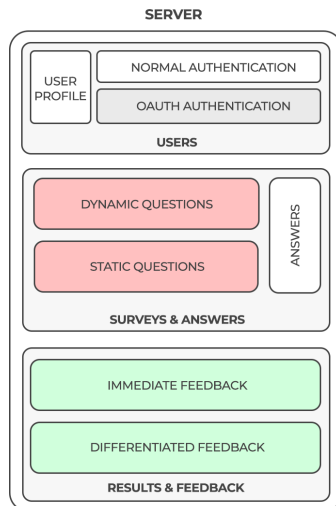 SERVER
USER
PROFILE
NORMAL AUTHENTICATION
OAUTH AUTHENTICATION
USERS
DYNAMIC QUESTIONS
STATIC QUESTIONS
ANSWERS
SURVEYS & ANSWERS
IMMEDIATE FEEDBACK
DIFFERENTIATED FEEDBACK
RESULTS & FEEDBACK